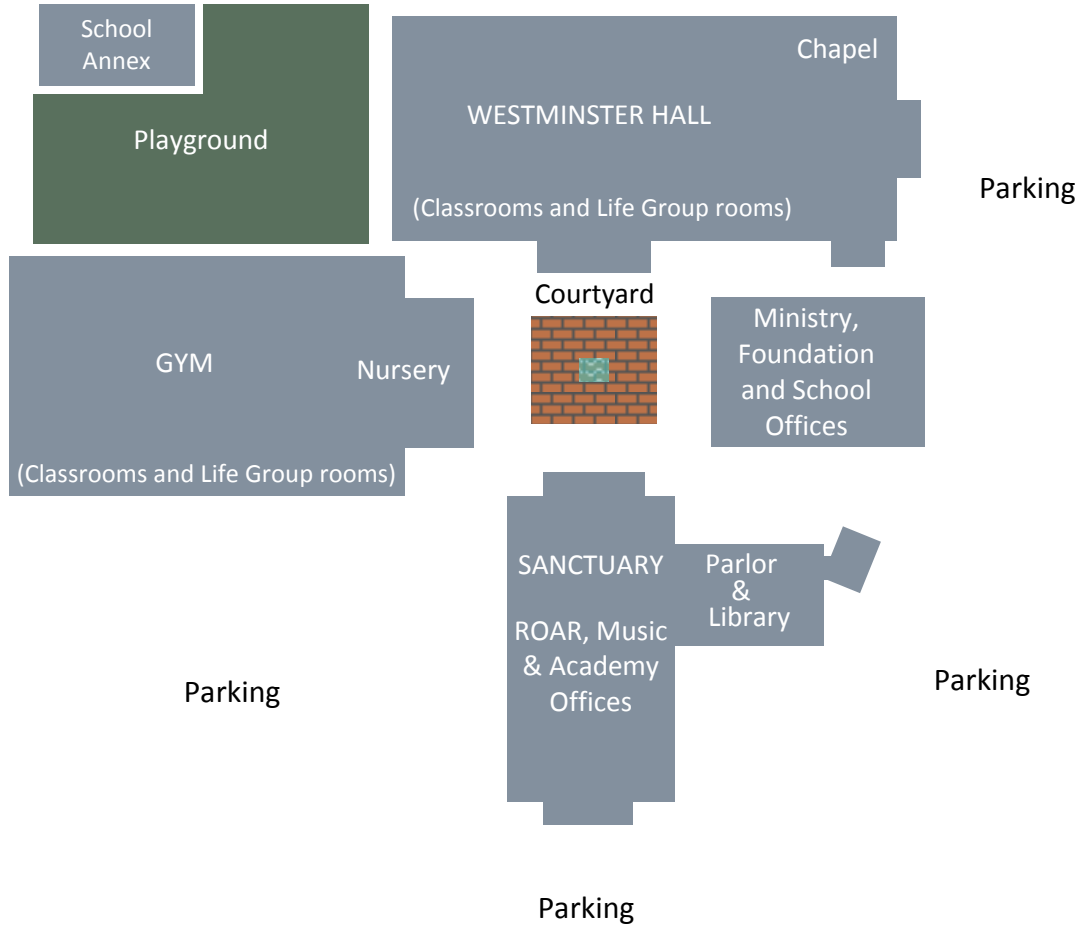 School
Annex
Playground
Chapel
WESTMINSTER HALL
(Classrooms and Life Group rooms)
Parking
Courtyard
GYM
Nursery
(Classrooms and Life Group rooms)
Ministry,
Foundation
and School
Offices
SANCTUARY
ROAR, Music
& Academy
Offices
Parlor
&
Library
Parking
Parking
Parking